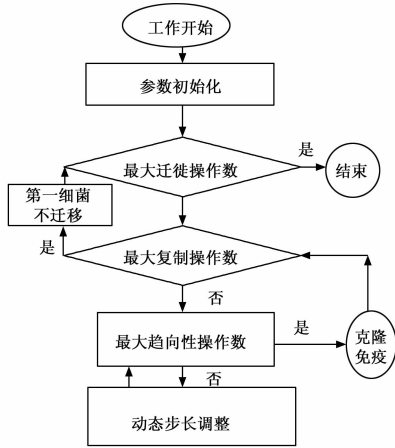 工作开始
参数初始化
最大迁徙操作数
是
结束
第一细菌
不迁移
是
最大复制操作数
否
最大趋向性操作数
是
克隆
免疫
否
动态步长调整